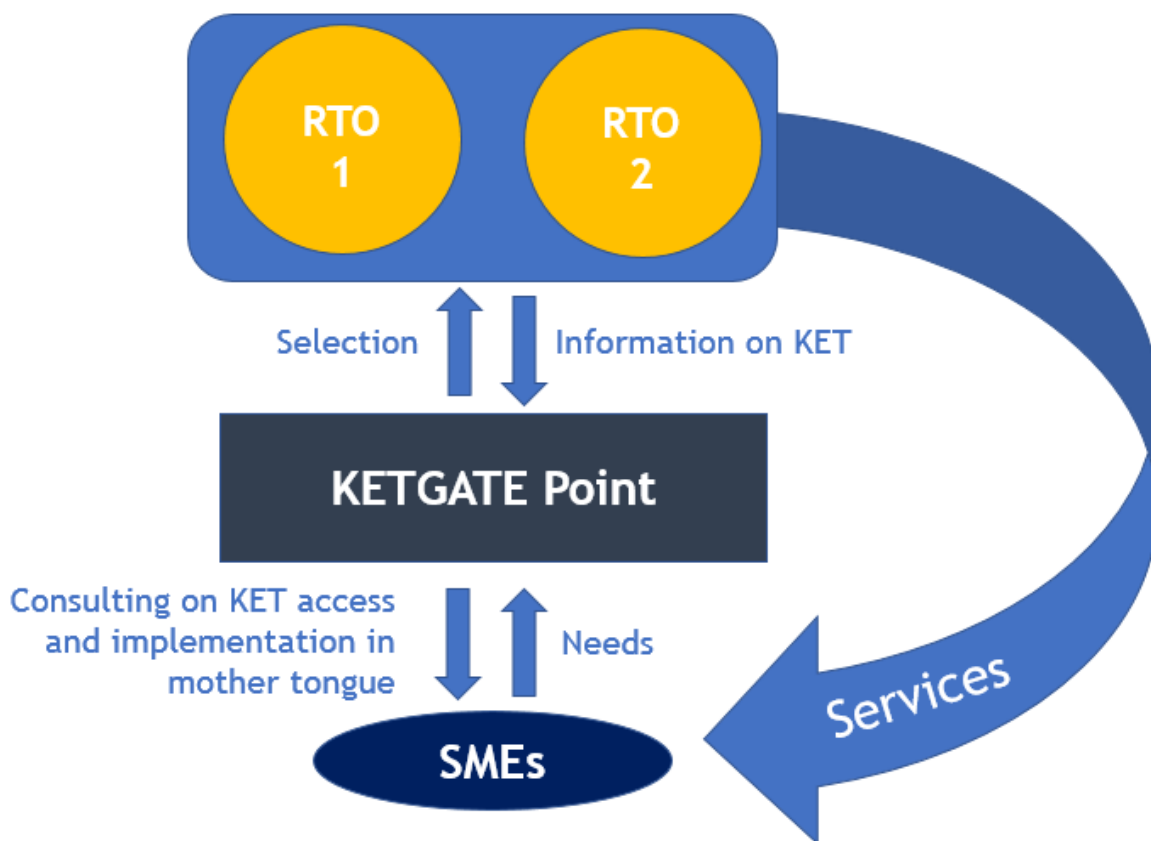 RTO
1
RTO
2
Selection
Information on KET
KETGATE Point
Consulting on KET access
and implementation in
mother tongue
Needs
SMEs
Services